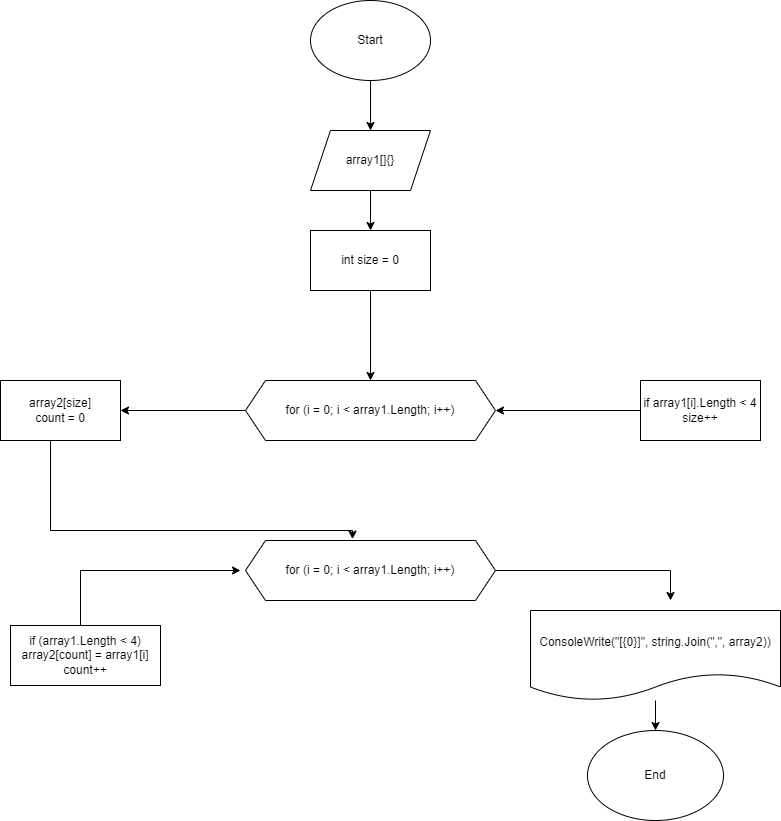 Start
array1[]{}
int size = 0
array2[size]
count = 0
for (i = 0; i < array1.Length; i++)
if array1[i].Length < 4
size++
for (i = 0; i < array1.Length; i++)
if (array1.Length < 4)
array2[count] = array1[i]
count++
ConsoleWrite("[{0}]", string.Join(",", array2))
End